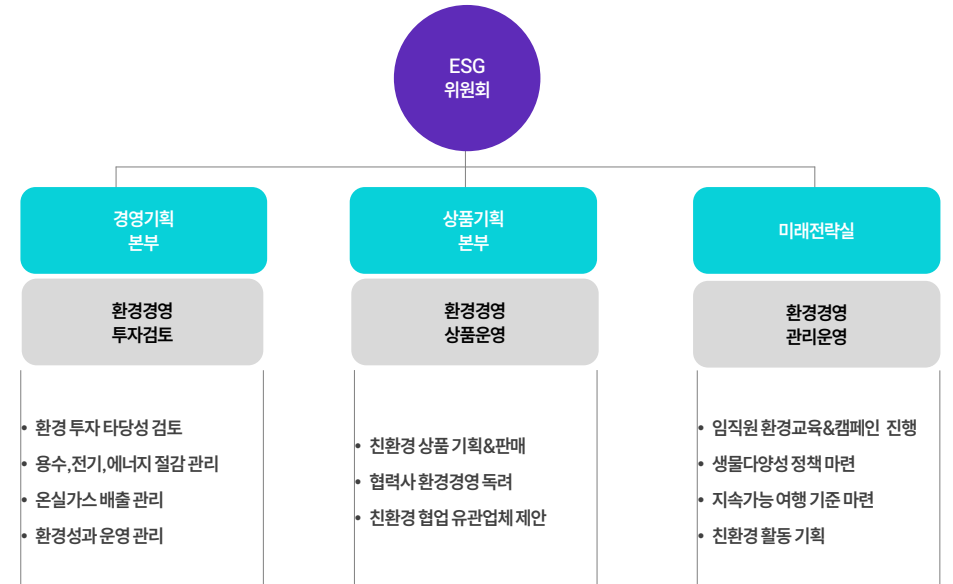 ESG
위원회
경영기획
본부
환경경영
투자검토
• 환경 투자 타당성 검토
• 용수,전기,에너지 절감 관리
• 온실가스 배출 관리
• 환경성과 운영 관리
상품기획
본부
환경경영
상품운영
• 친환경 상품 기획&판매
• 협력사 환경경영 독려
• 친환경 협업 유관업체 제안
미래전략실
환경경영
관리운영
• 임직원 환경교육&캠페인 진행
• 생물다양성 정책 마련
• 지속가능 여행 기준 마련
• 친환경 활동 기획